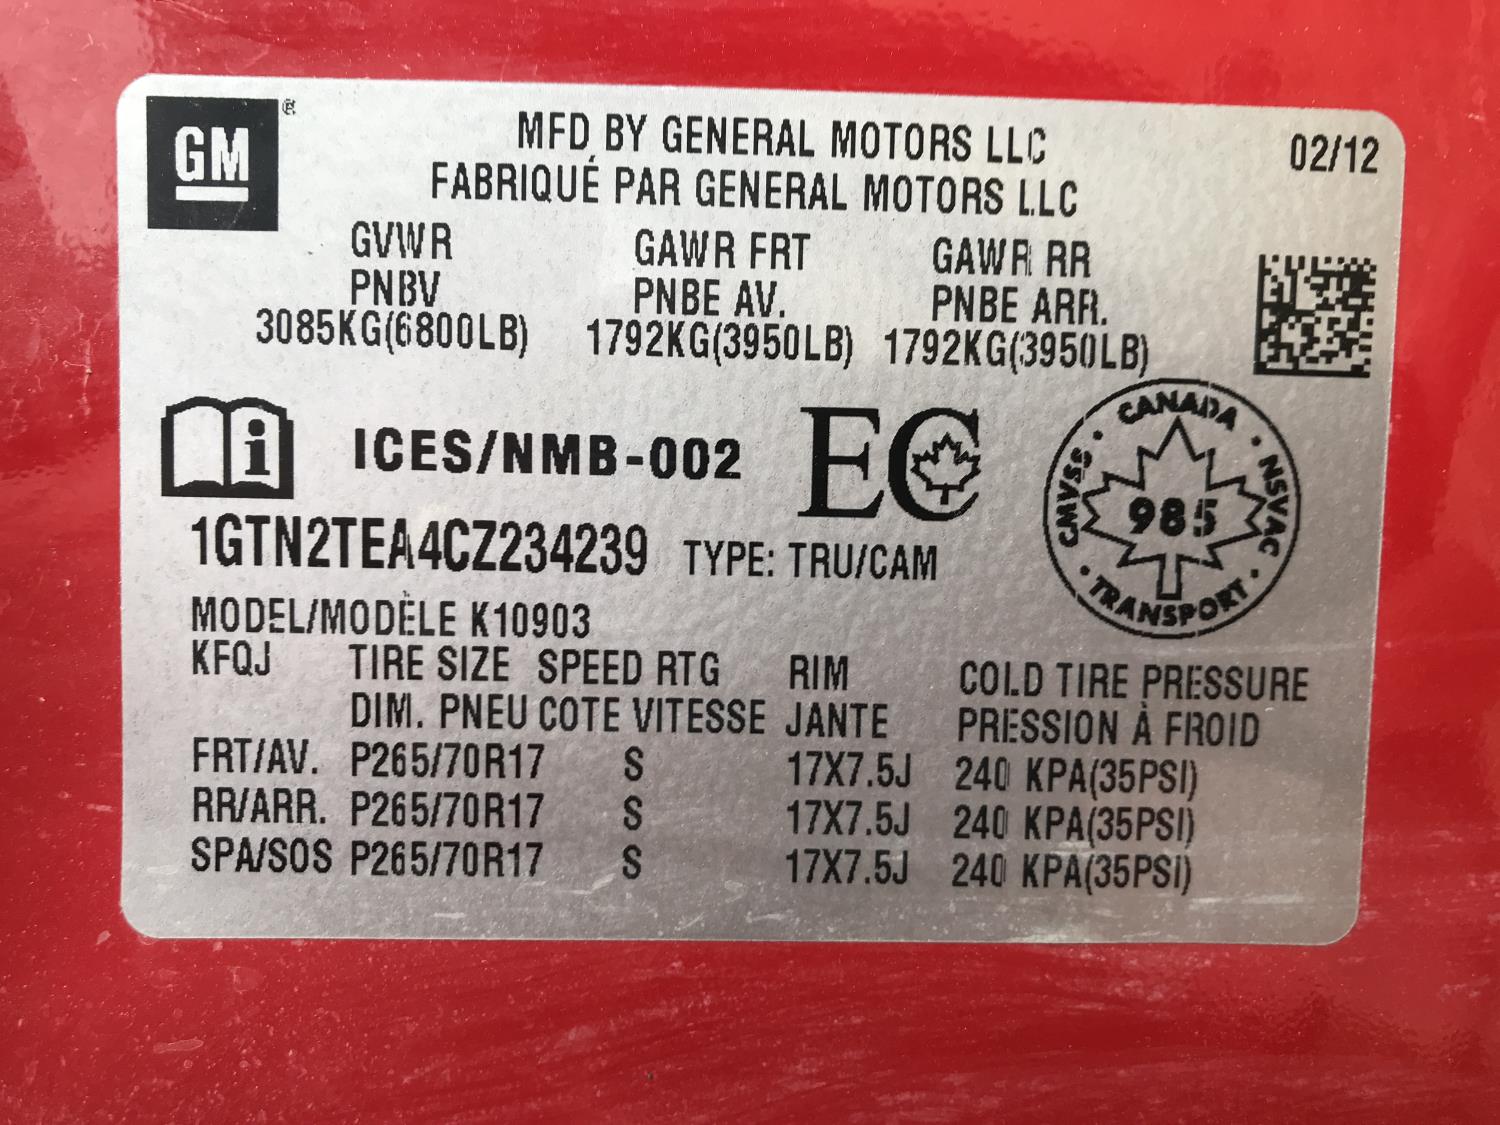 GM ®
MFD BY GENERAL MOTORS LLC
02/12
FABRIQUÉ PAR GENERAL MOTORS LLC
GVWR GAWR FRT GAWR RR
PNBV PNBE AV. PNBE ARR.
3085KG(6800LB) 1792KG(3950LB) 1792KG(3950LB)
i ICES/NMB-002 EC
CANADA · NSVAC · TRANSPORT · CMVSS ·
985
1GTN2TEA4CZ234239 TYPE: TRU/CAM
MODEL/MODÈLE K10903
KFQJ TIRE SIZE SPEED RTG RIM COLD TIRE PRESSURE
DIM. PNEU COTE VITESSE JANTE PRESSION À FROID
FRT/AV. P265/70R17 S 17X7.5J 240 KPA(35PSI)
RR/ARR. P265/70R17 S 17X7.5J 240 KPA(35PSI)
SPA/SOS P265/70R17 S 17X7.5J 240 KPA(35PSI)